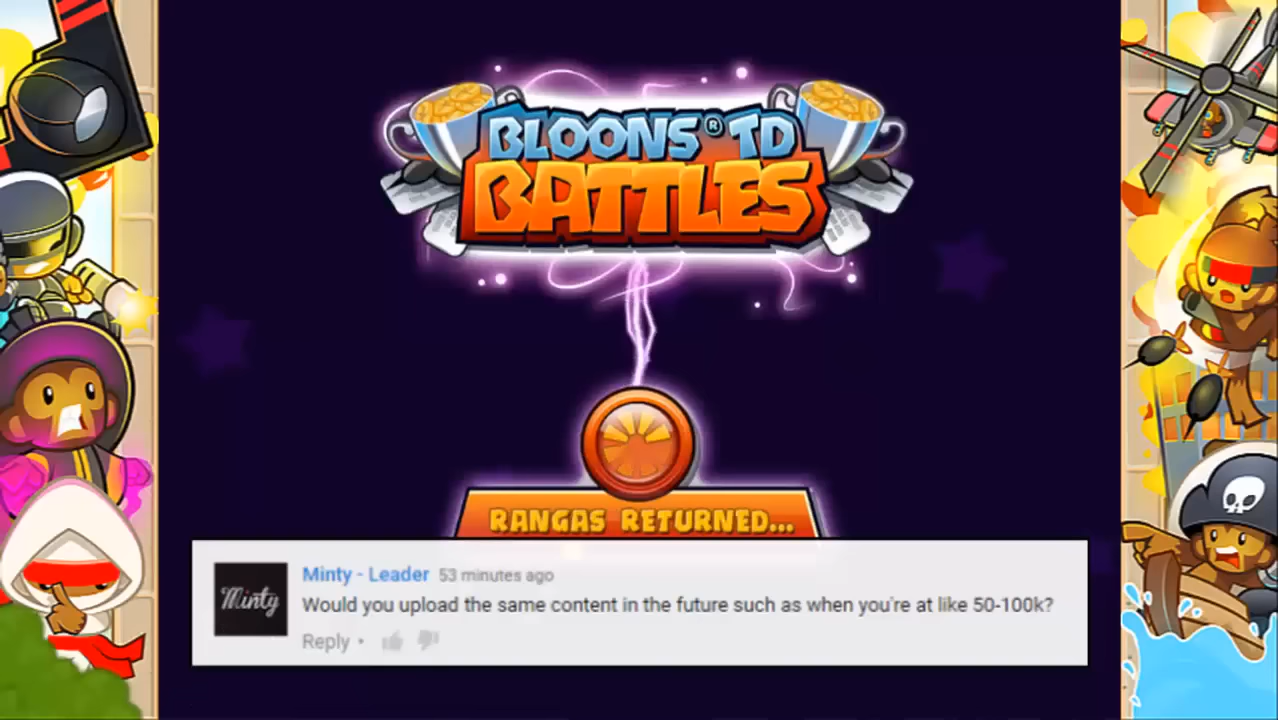 BLOONS® TD
BATTLES
RANGAS RETURNED...
Minty
Minty - Leader 53 minutes ago
Would you upload the same content in the future such as when you're at like 50-100k?
Reply •